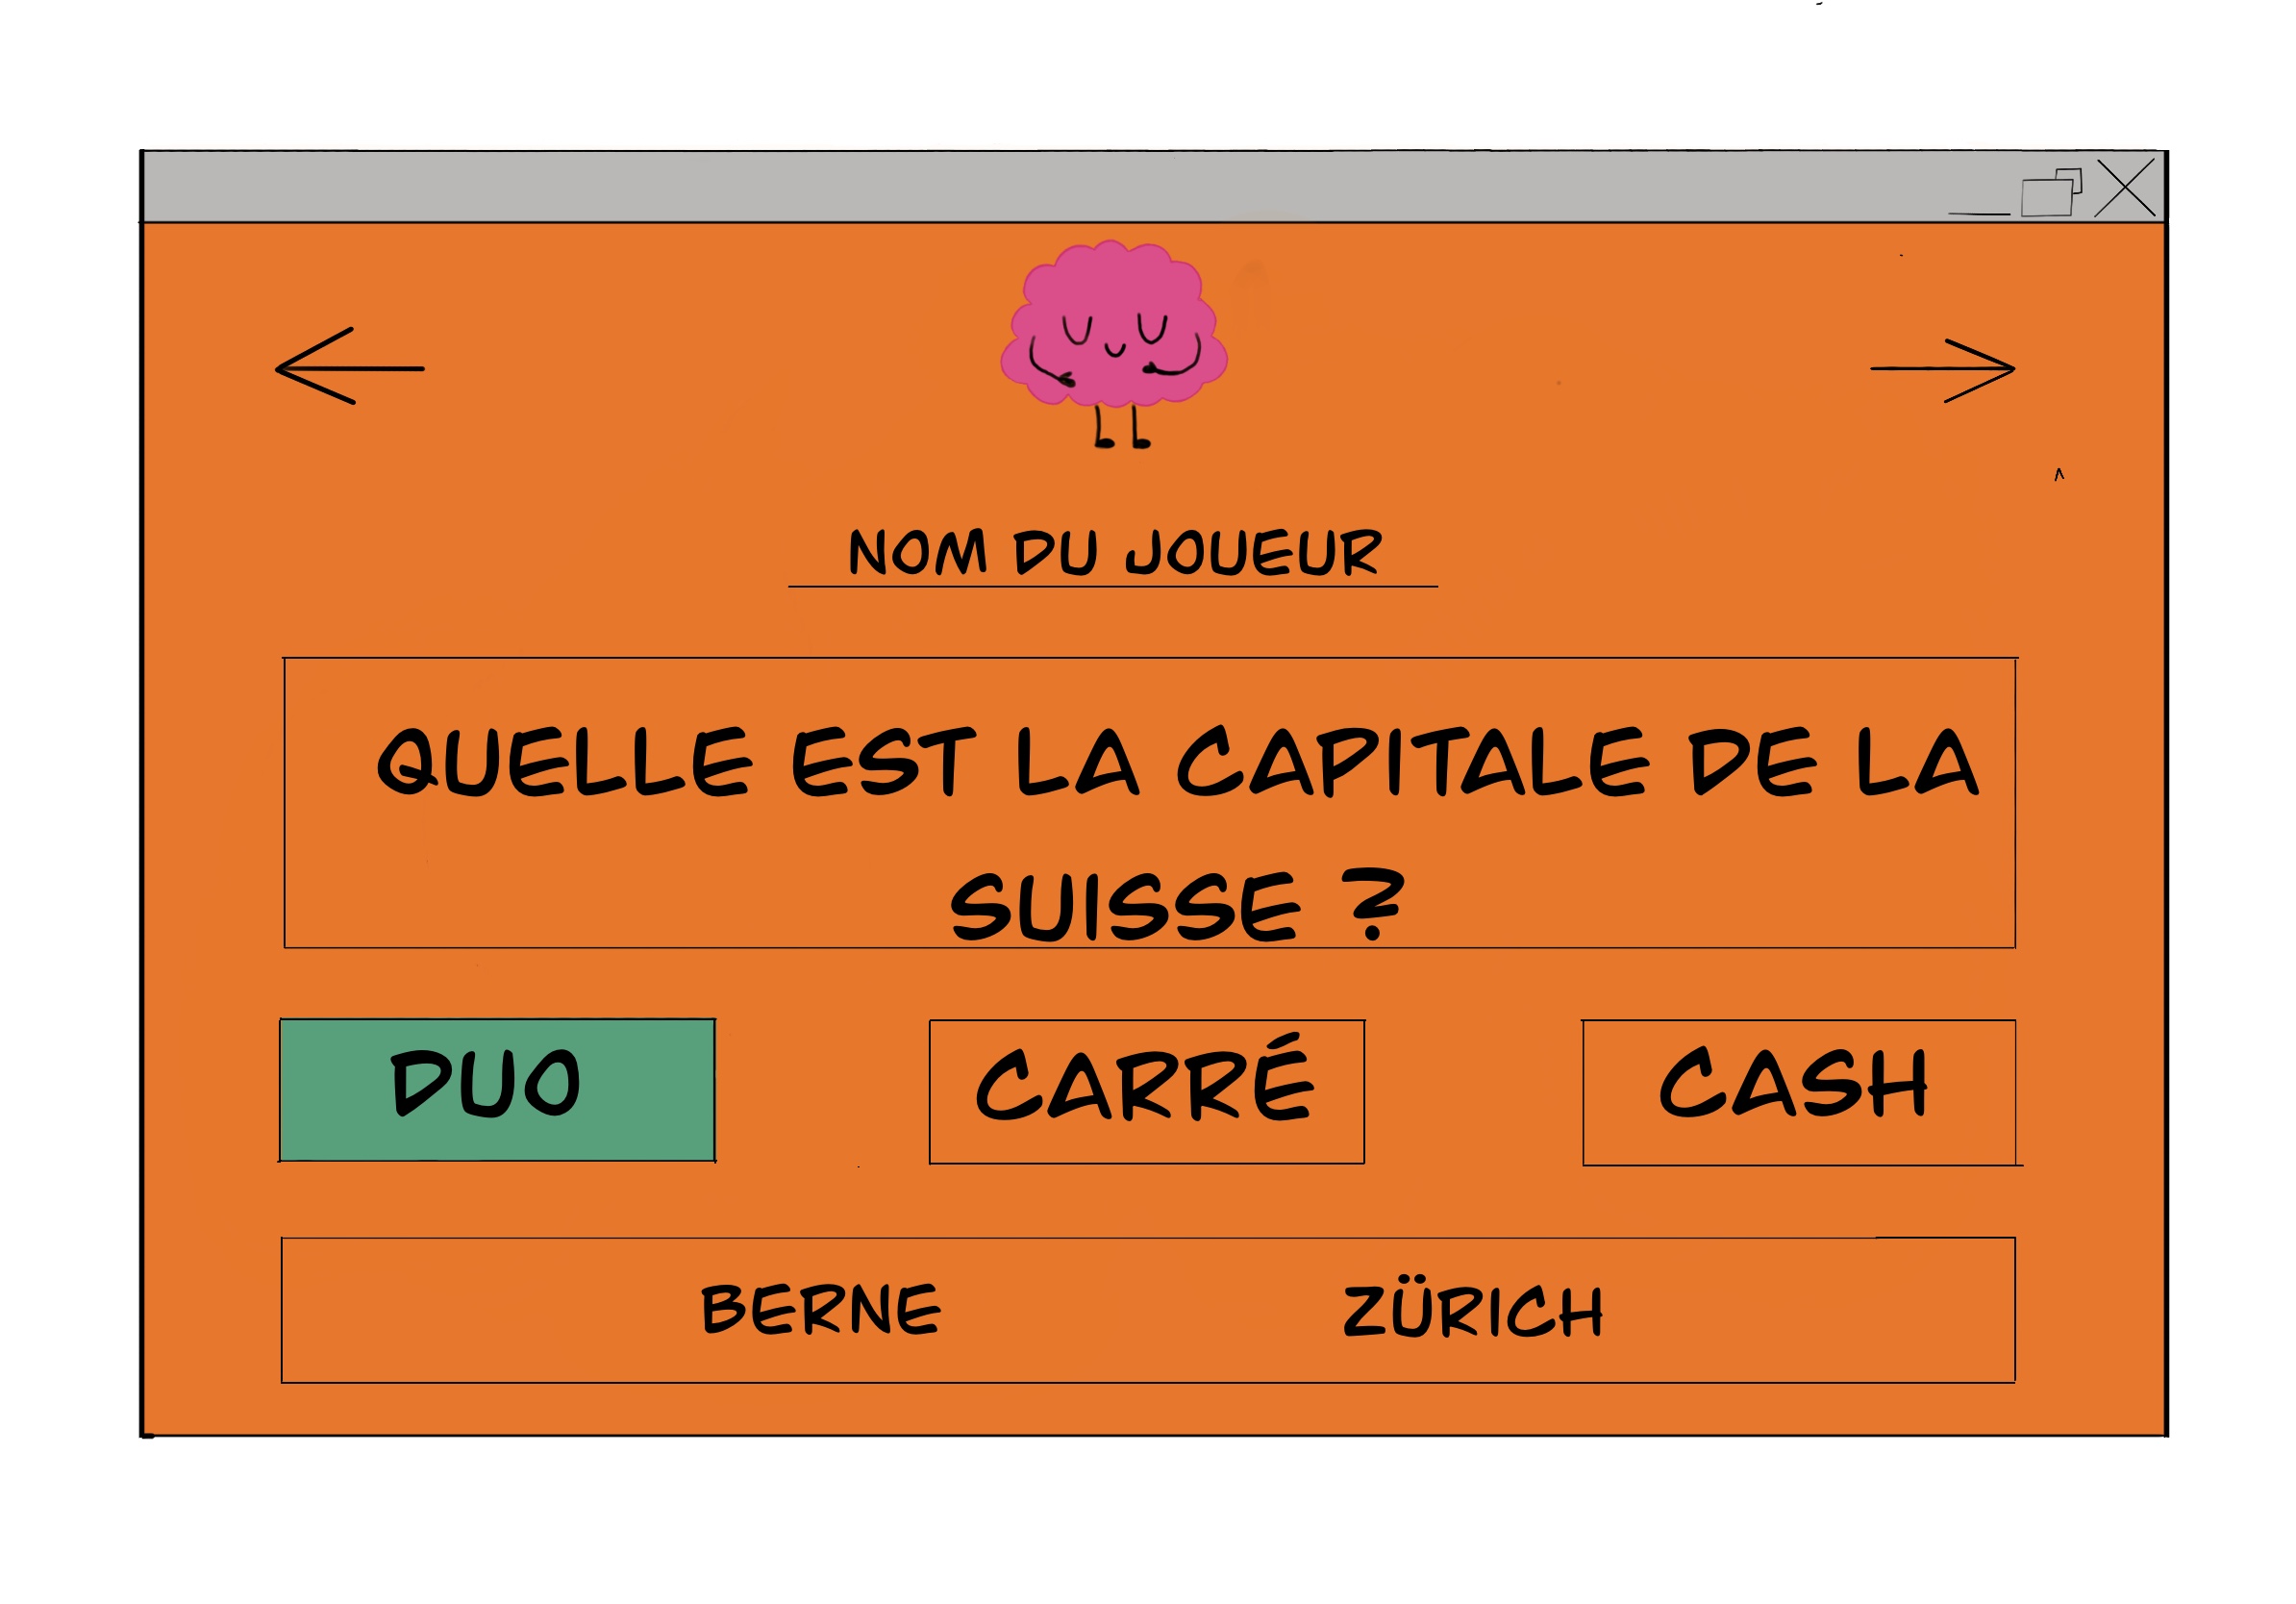 NOM DU JOUEUR
QUELLE EST LA CAPITALE DE LA
SUISSE ?
DUO
CARRÉ
CASH
BERNE
ZÜRICH